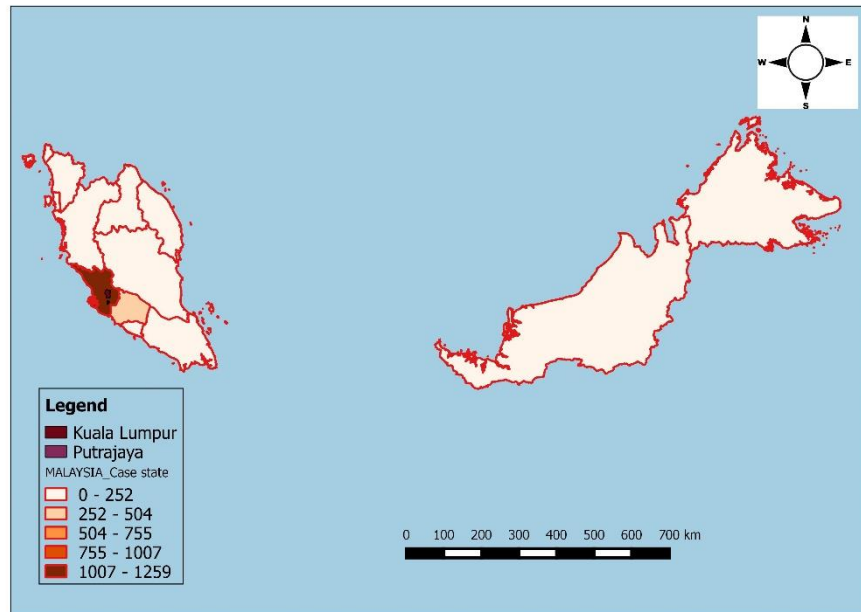 N
W E
S
Legend
Kuala Lumpur
Putrajaya
MALAYSIA_Case state
0 - 252
252 - 504
504 - 755
755 - 1007
1007 - 1259
0 100 200 300 400 500 600 700 km